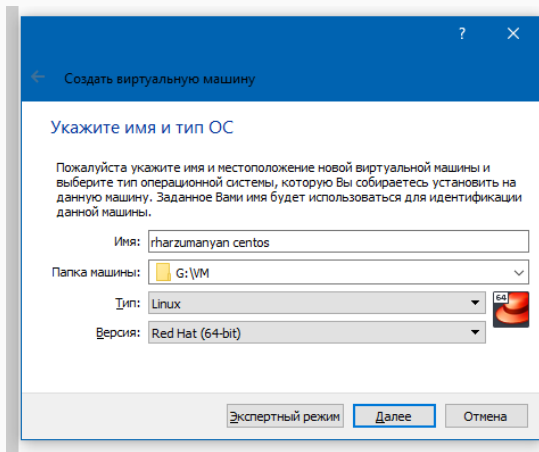 ?
Создать виртуальную машину
Укажите имя и тип ОС
Пожалуйста укажите имя и местоположение новой виртуальной машины и
выберите тип операционной системы, которую Вы собираетесь установить на
данную машину. Заданное Вами имя будет использоваться для идентификации
данной машины.
Имя: rharzumanyan centos
Папка машины: G:\VM
Тип: Linux
64
Версия: Red Hat (64-bit)
Экспертный режим Далее Отмена